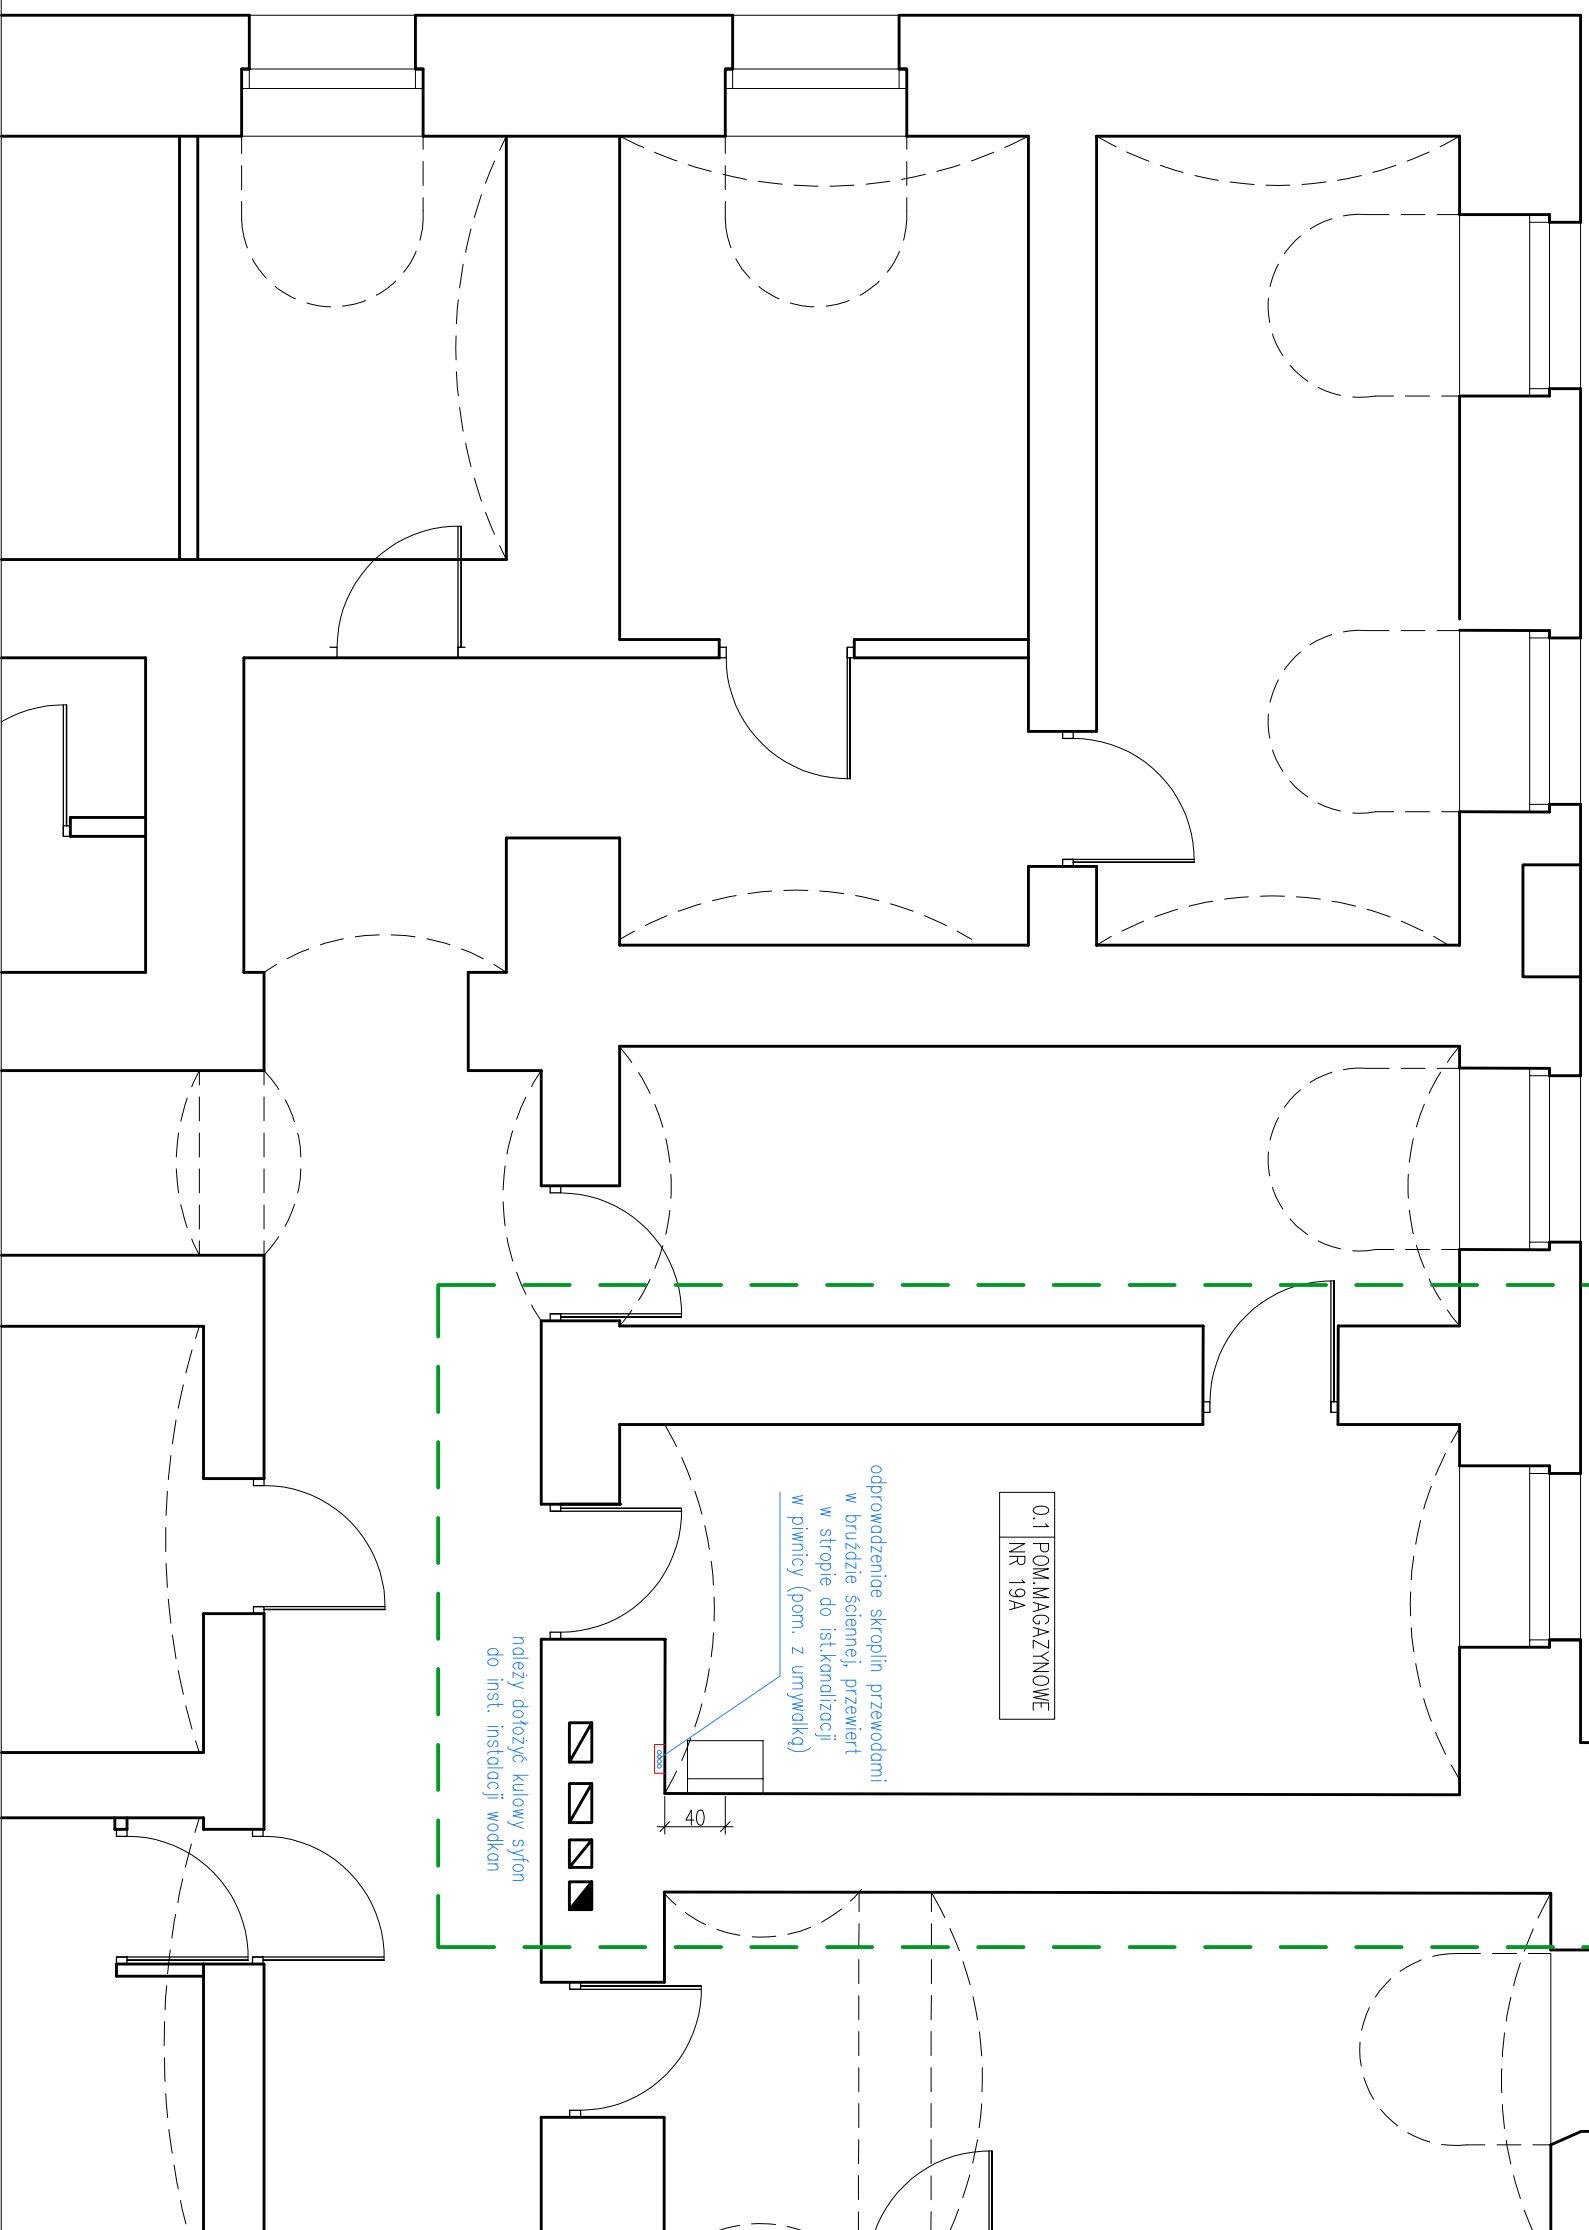 0.1 POM.MAGAZYNOWE
NR 19A
odprowadzeniae skroplin przewodami
w bruździe ściennej, przewiert
w stropie do ist.kanalizacji
w piwnicy (pom. z umywalką)
40
należy dołożyć kulowy syfon
do inst. instalacji wodkan